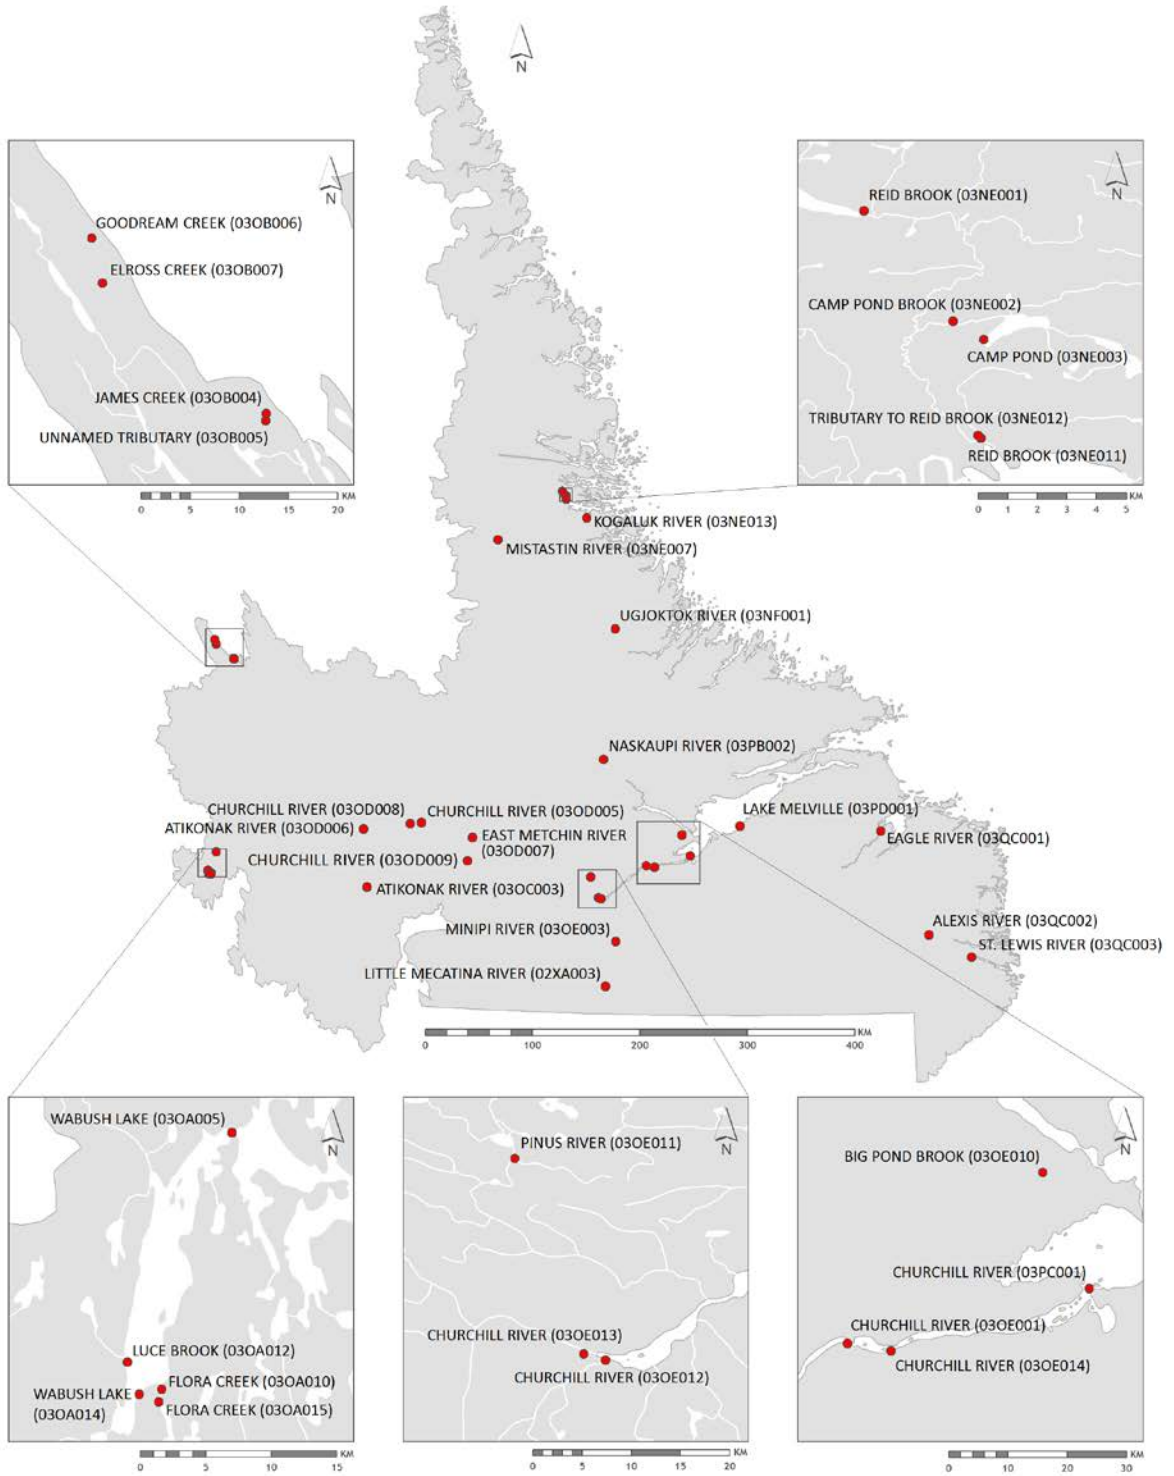 N
N
GOODREAM CREEK (03OB006)
ELROSS CREEK (03OB007)
JAMES CREEK (03OB004)
UNNAMED TRIBUTARY (03OB005)
0 5 10 15 20 KM
N
REID BROOK (03NE001)
CAMP POND BROOK (03NE002)
CAMP POND (03NE003)
TRIBUTARY TO REID BROOK (03NE012)
REID BROOK (03NE011)
0 1 2 3 4 5 KM
KOGALUK RIVER (03NE013)
MISTASTIN RIVER (03NE007)
UGJOKTOK RIVER (03NF001)
NASKAUPI RIVER (03PB002)
CHURCHILL RIVER (03OD008)
CHURCHILL RIVER (03OD005)
LAKE MELVILLE (03PD001)
ATIKONAK RIVER (03OD006)
EAST METCHIN RIVER
(03OD007)
EAGLE RIVER (03QC001)
CHURCHILL RIVER (03OD009)
ATIKONAK RIVER (03OC003)
MINIPI RIVER (03OE003)
ALEXIS RIVER (03QC002)
ST. LEWIS RIVER (03QC003)
LITTLE MECATINA RIVER (02XA003)
0 100 200 300 400 KM
WABUSH LAKE (03OA005)
N
LUCE BROOK (03OA012)
FLORA CREEK (03OA010)
WABUSH LAKE
(03OA014)
FLORA CREEK (03OA015)
0 5 10 15 KM
N
PINUS RIVER (03OE011)
CHURCHILL RIVER (03OE013)
CHURCHILL RIVER (03OE012)
0 5 10 15 20 KM
N
BIG POND BROOK (03OE010)
CHURCHILL RIVER (03PC001)
CHURCHILL RIVER (03OE001)
CHURCHILL RIVER (03OE014)
0 10 20 30 KM